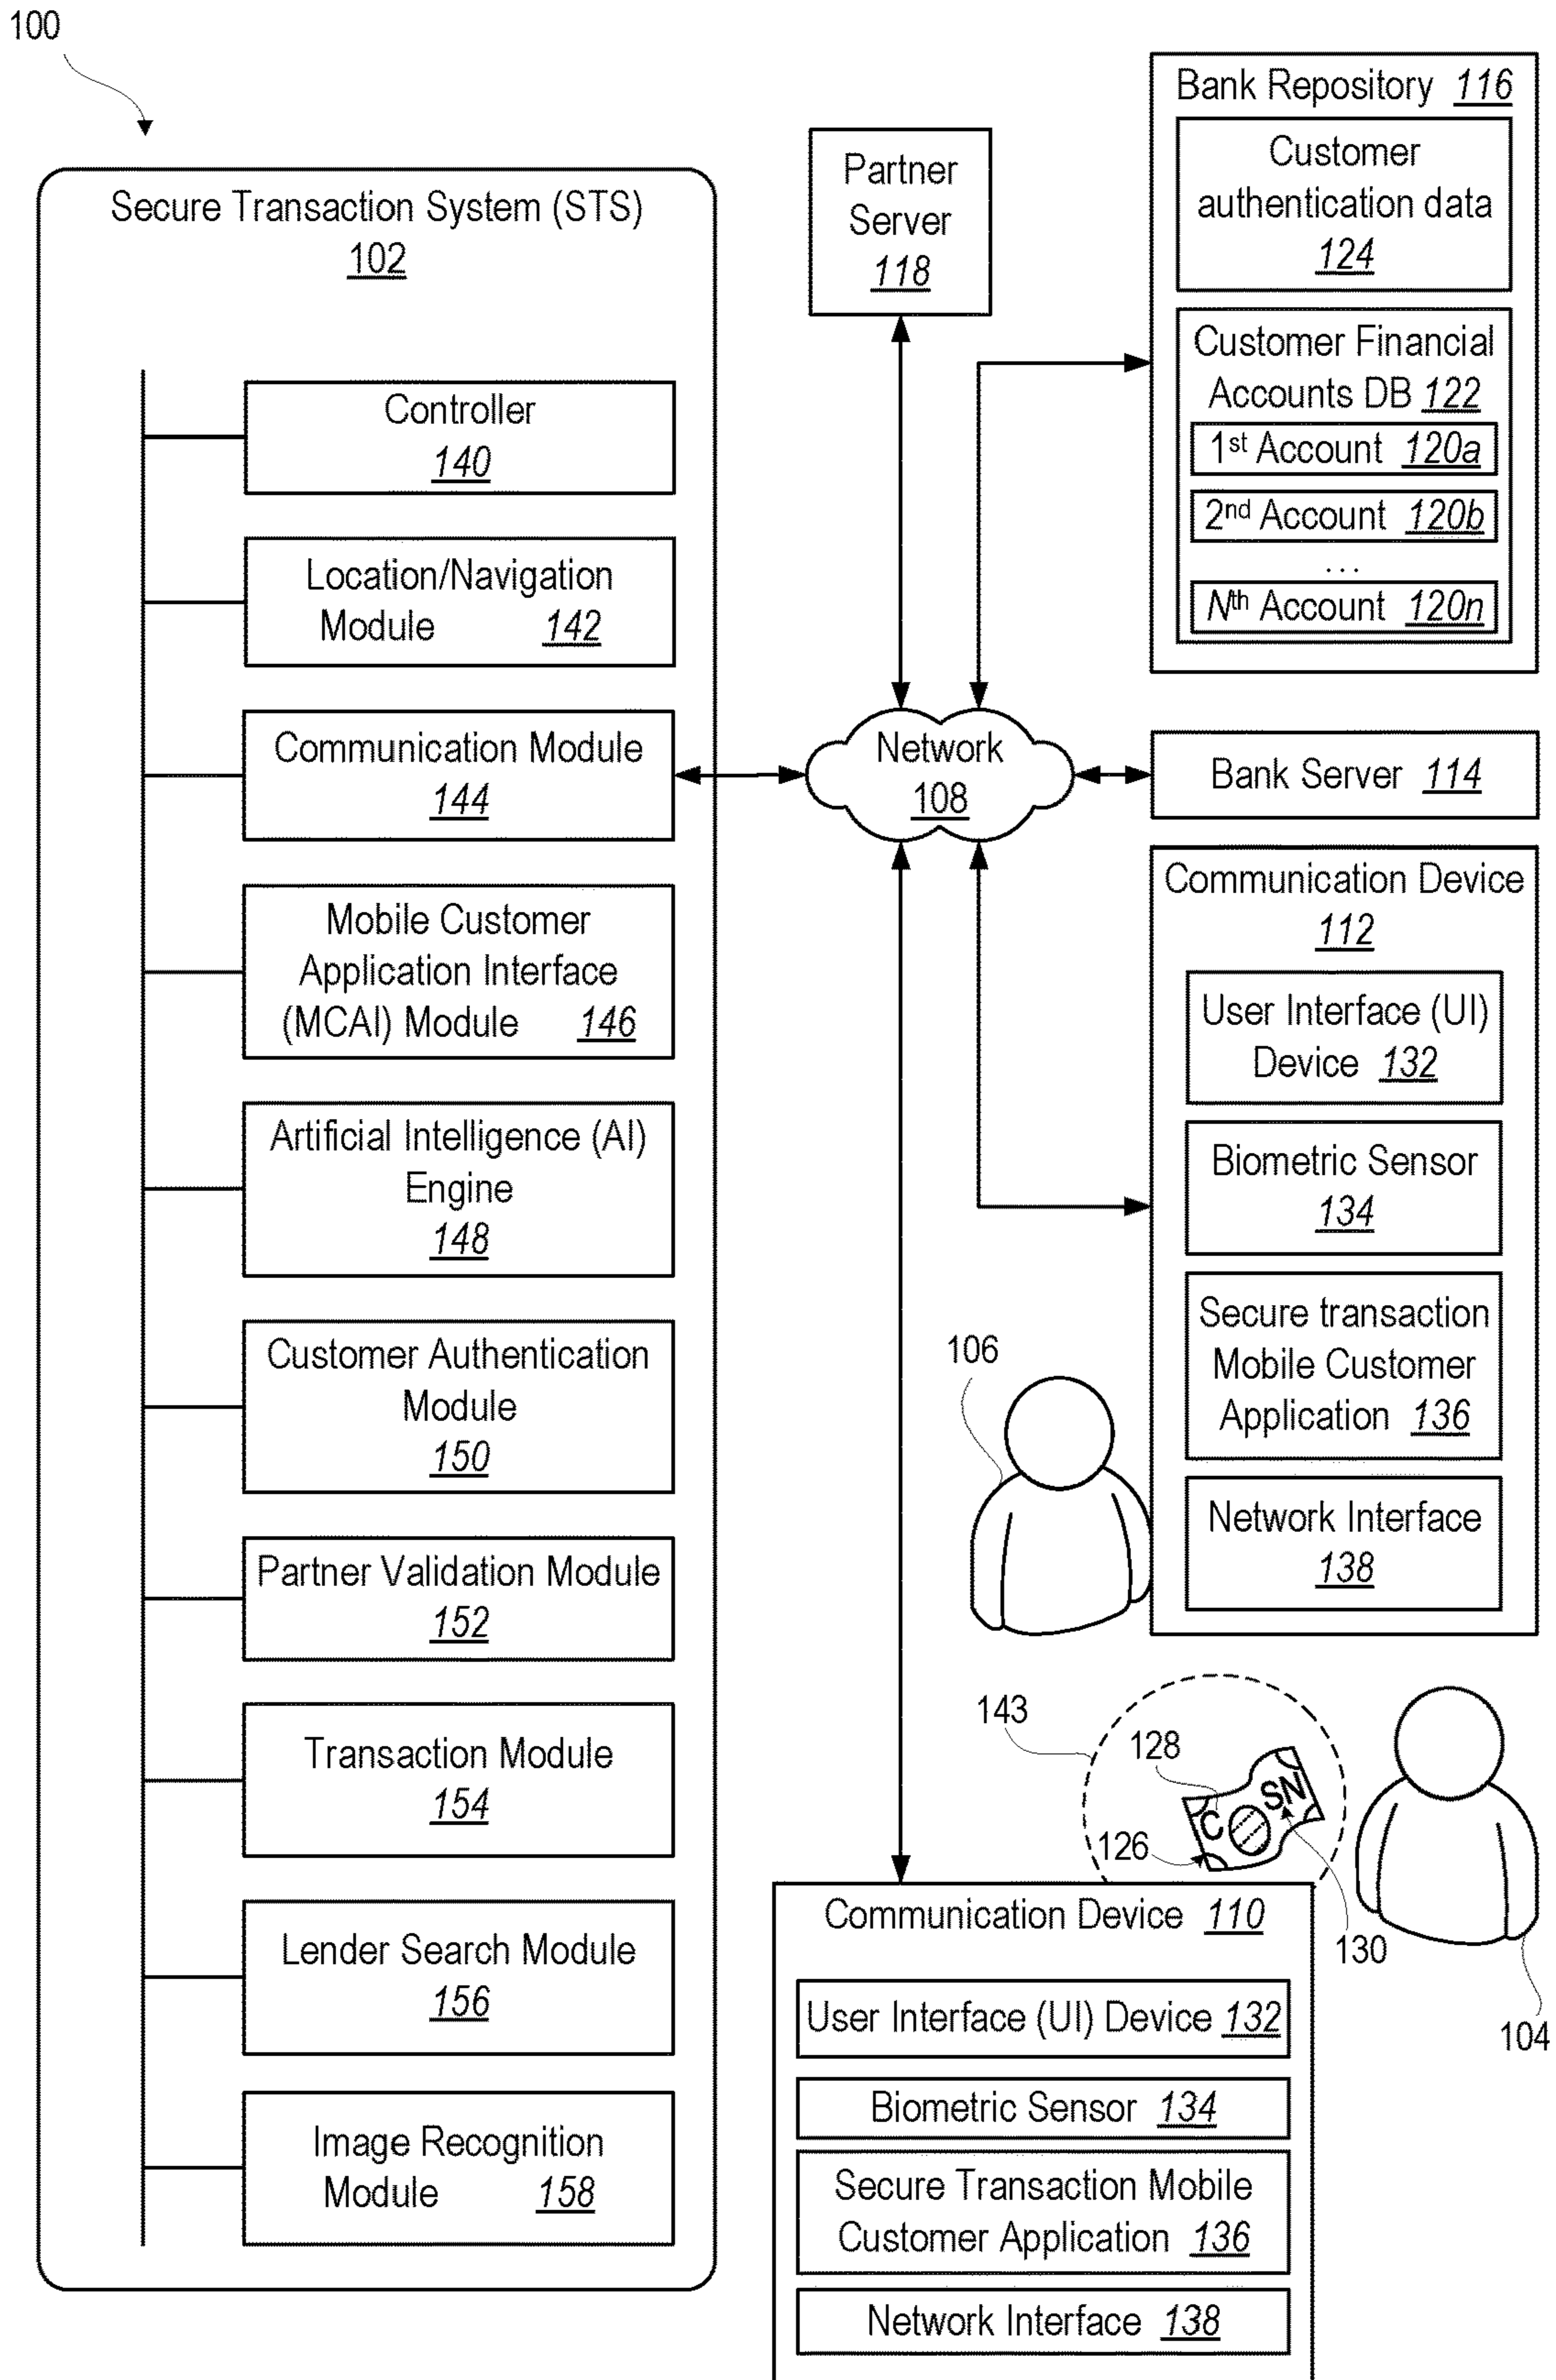 100
Secure Transaction System (STS)
102
Controller
140
Location/Navigation
Module 142
Communication Module
144
Mobile Customer
Application Interface
(MCAI) Module 146
Artificial Intelligence (AI)
Engine
148
Customer Authentication
Module
150
Partner Validation Module
152
Transaction Module
154
Lender Search Module
156
Image Recognition
Module 158
Partner
Server
118
Network
108
Bank Repository 116
Customer
authentication data
124
Customer Financial
Accounts DB 122
1st Account 120a
2nd Account 120b
...
Nth Account 120n
Bank Server 114
Communication Device
112
User Interface (UI)
Device 132
Biometric Sensor
134
Secure transaction
Mobile Customer
Application 136
Network Interface
138
106
143
128
C
SN
126
130
104
Communication Device 110
User Interface (UI) Device 132
Biometric Sensor 134
Secure Transaction Mobile
Customer Application 136
Network Interface 138